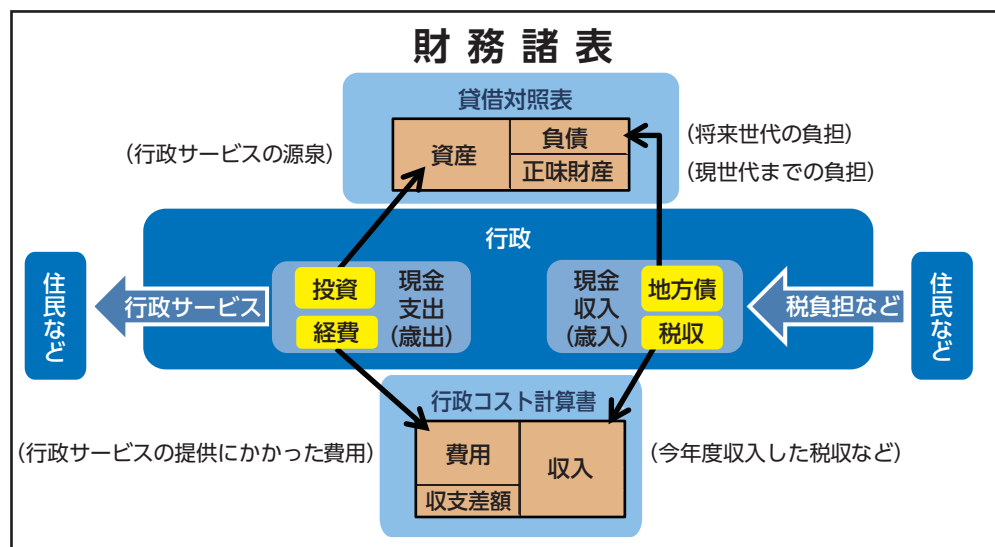 財務諸表
貸借対照表
(行政サービスの源泉)
資産
負債
正味財産
(将来世代の負担)
(現世代までの負担)
行政
住民など
行政サービス
投資
経費
現金
支出
(歳出)
現金
収入
(歳入)
地方債
税収
税負担など
住民など
行政コスト計算書
(行政サービスの提供にかかった費用)
費用
収支差額
収入
(今年度収入した税収など)